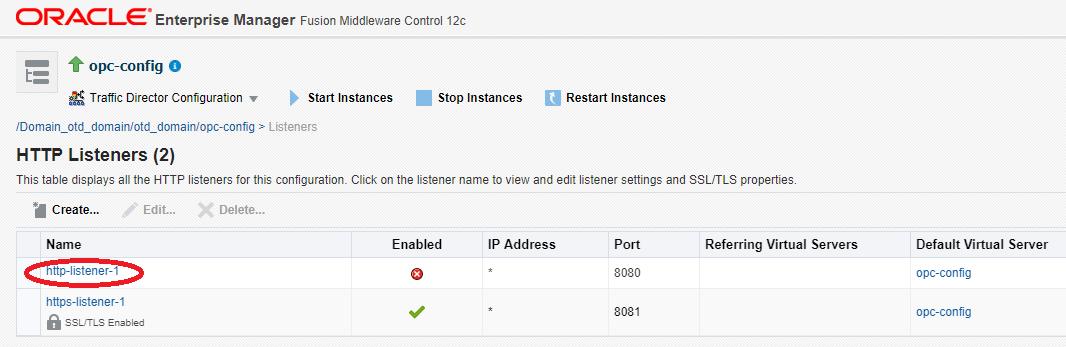 ORACLE® Enterprise Manager Fusion Middleware Control 12c
opc-config
Traffic Director Configuration Start Instances Stop Instances Restart Instances
/Domain_otd_domain/otd_domain/opc-config > Listeners
HTTP Listeners (2)
This table displays all the HTTP listeners for this configuration. Click on the listener name to view and edit listener settings and SSL/TLS properties.
Create... Edit... Delete...
Name Enabled IP Address Port Referring Virtual Servers Default Virtual Server
http-listener-1 * 8080 opc-config
https-listener-1 * 8081 opc-config
SSL/TLS Enabled